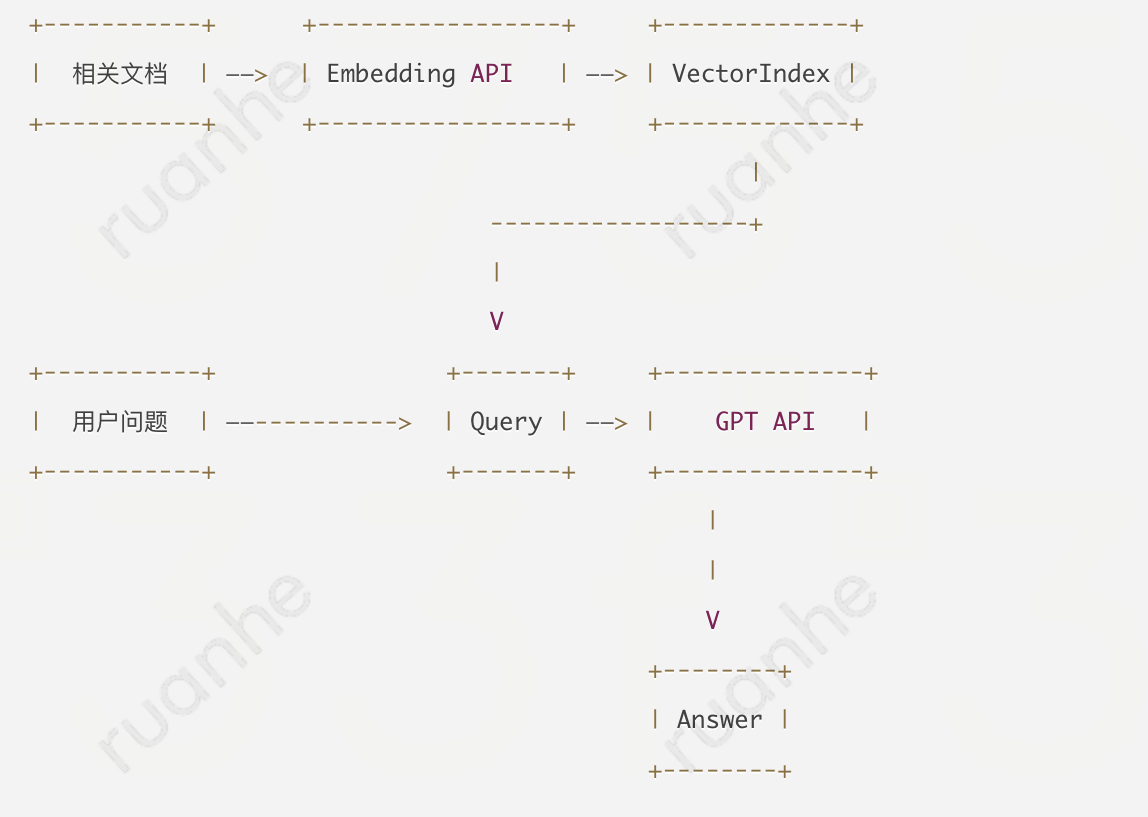 +-----------+      +-----------------+     +-------------+
|  相关文档  | ——>  | Embedding API   | ——> | VectorIndex |
+-----------+      +-----------------+     +-------------+
                                                  |
                                ------------------+
                                |
                                V
+-----------+                +-------+     +--------------+
|  用户问题  | ——---------->  | Query | ——> |    GPT API   |
+-----------+                +-------+     +--------------+
                                               |
                                               |
                                               V
                                           +--------+
                                           | Answer |
                                           +--------+
ruanhe
ruanhe
ruanhe
ruanhe